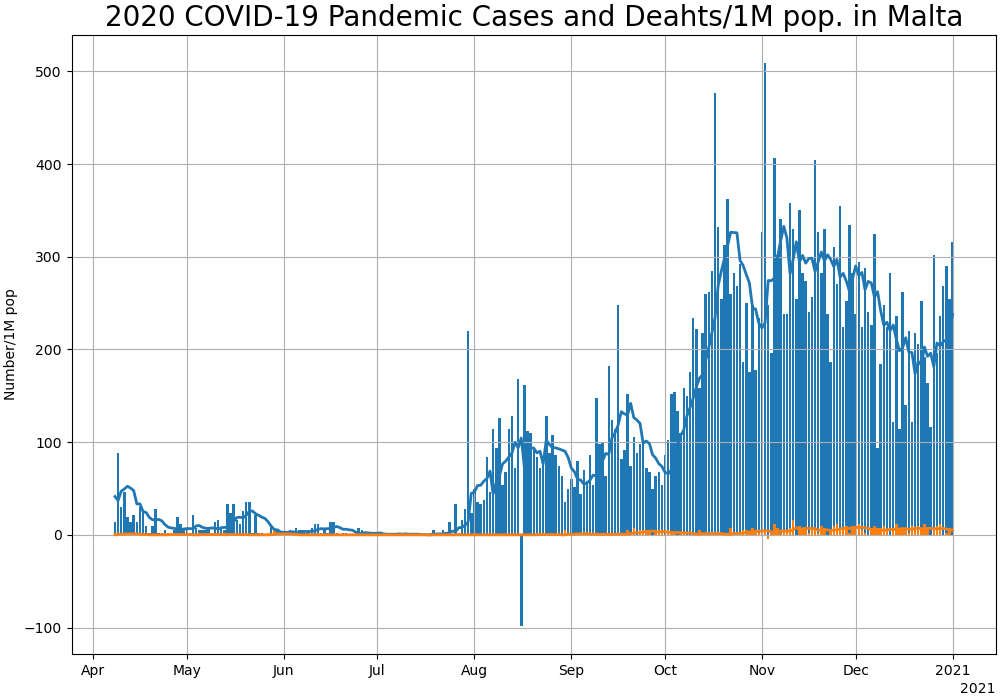 2020 COVID-19 Pandemic Cases and Deahts/1M pop. in Malta
Number/1M pop
500
400
300
200
100
0
−100
Apr May Jun Jul Aug Sep Oct Nov Dec 2021
2021